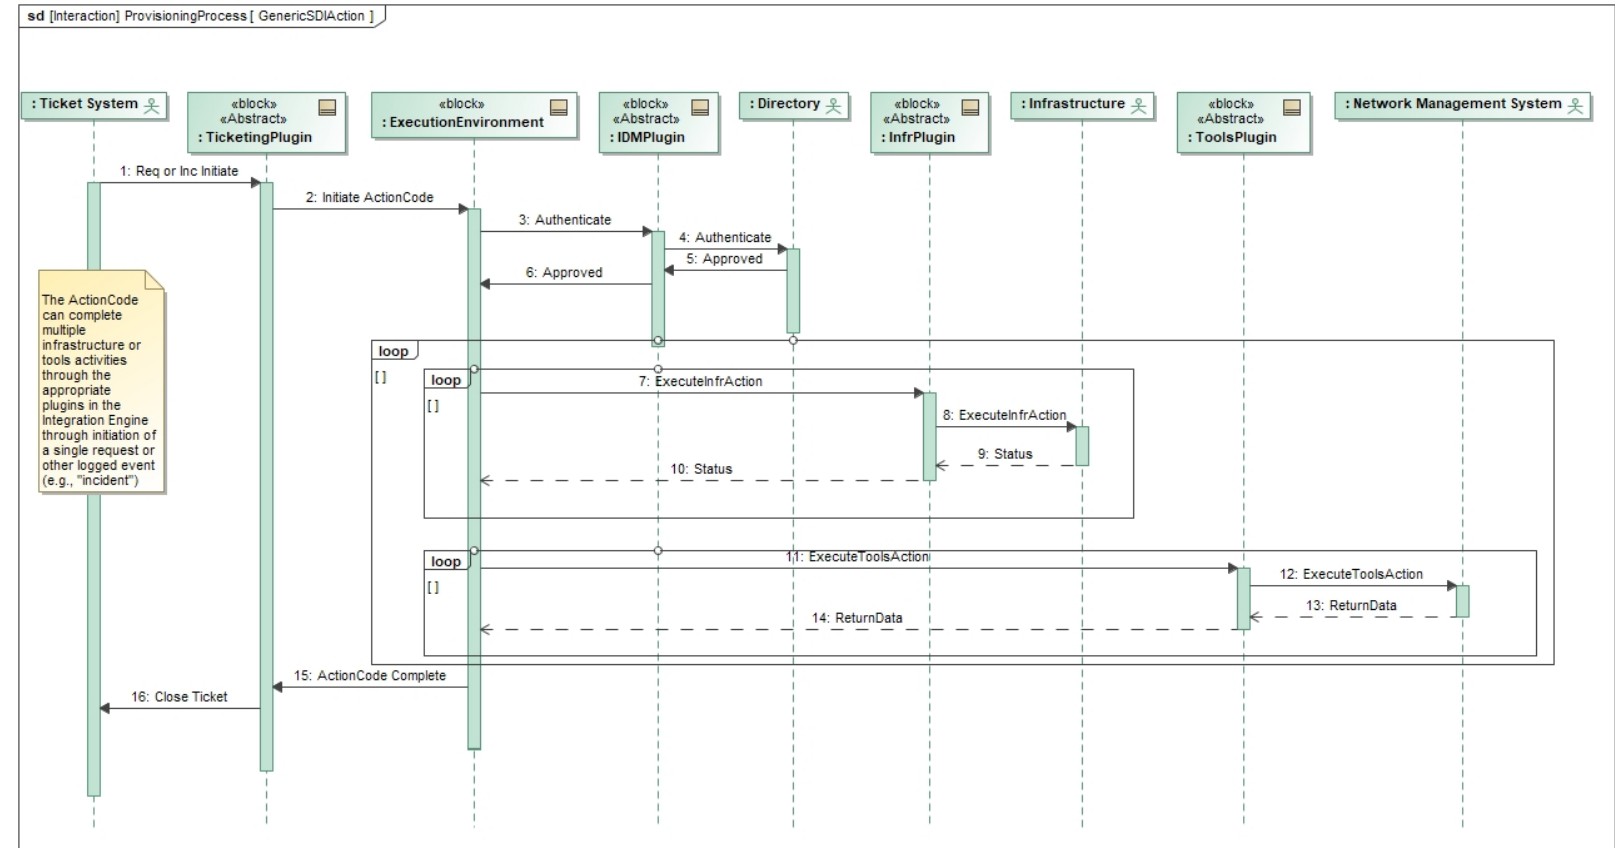 sd [Interaction] ProvisioningProcess [ GenericSDIAction ]
: Ticket System
«block»
«Abstract»
: TicketingPlugin
«block»
: ExecutionEnvironment
«block»
«Abstract»
: IDMPlugin
: Directory
«block»
«Abstract»
: InfrPlugin
: Infrastructure
«block»
«Abstract»
: ToolsPlugin
: Network Management System
1: Req or Inc Initiate
2: Initiate ActionCode
3: Authenticate
4: Authenticate
5: Approved
6: Approved
The ActionCode
can complete
multiple
infrastructure or
tools activities
through the
appropriate
plugins in the
Integration Engine
through initiation of
a single request or
other logged event
(e.g., "incident")
loop
[ ]
loop
[ ]
7: ExecuteInfrAction
8: ExecuteInfrAction
9: Status
10: Status
loop
[ ]
11: ExecuteToolsAction
12: ExecuteToolsAction
13: ReturnData
14: ReturnData
15: ActionCode Complete
16: Close Ticket